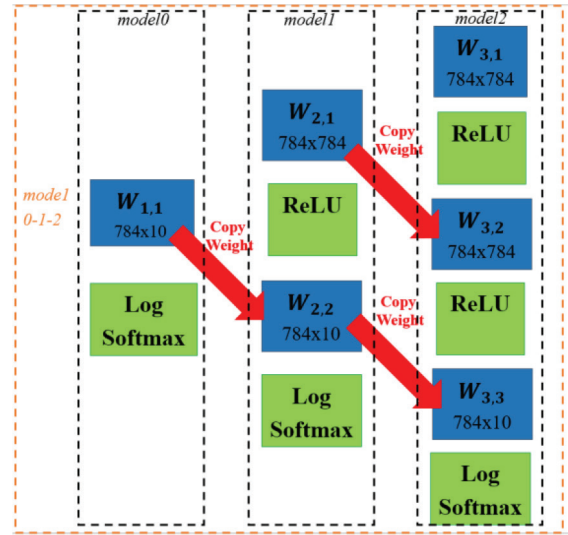 model0
model1
model2
W3,1
784x784
W2,1
784x784
Copy
Weight
ReLU
model
0-1-2
W1,1
784x10
Copy
Weight
ReLU
W3,2
784x784
Log
Softmax
W2,2
784x10
Copy
Weight
ReLU
Log
Softmax
W3,3
784x10
Log
Softmax